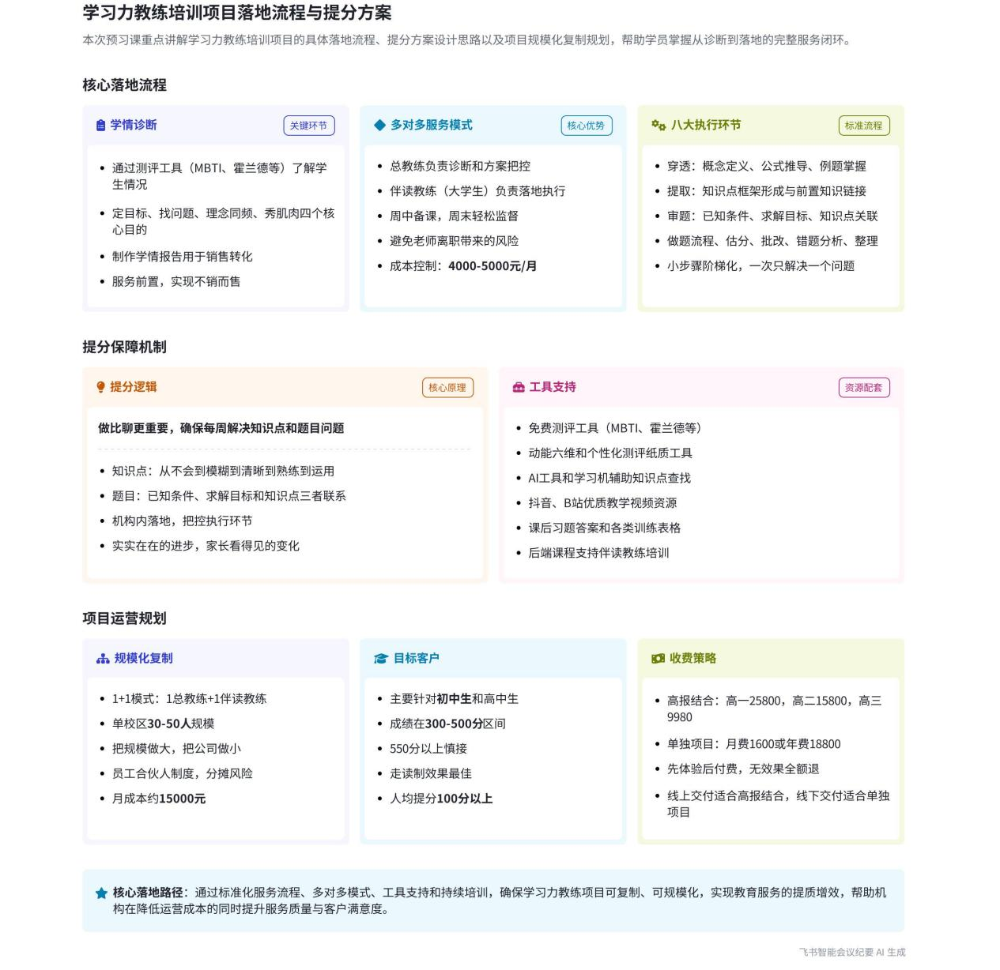 学习力教练培训项目落地流程与提分方案
本次预习课重点讲解学习力教练培训项目的具体落地流程、提分方案设计思路以及项目规模化复制规划，帮助学员掌握从诊断到落地的完整服务闭环。
核心落地流程
学情诊断
关键环节
• 通过测评工具（MBTI、霍兰德等）了解学
生情况
• 定目标、找问题、理念同频、秀肌肉四个核
心目的
• 制作学情报告用于销售转化
• 服务前置，实现不销而售
多对多服务模式
核心优势
• 总教练负责诊断和方案把控
• 伴读教练（大学生）负责落地执行
• 周中备课，周末轻松监督
• 避免老师离职带来的风险
• 成本控制：4000-5000元/月
八大执行环节
标准流程
• 穿透：概念定义、公式推导、例题掌握
• 提取：知识点框架形成与前置知识链接
• 审题：已知条件、求解目标、知识点关联
• 做题流程、估分、批改、错题分析、整理
• 小步骤阶梯化，一次只解决一个问题
提分保障机制
提分逻辑
核心原理
做比聊更重要，确保每周解决知识点和题目问题
• 知识点：从不会到模糊到清晰到熟练到运用
• 题目：已知条件、求解目标和知识点三者联系
• 机构内落地，把控执行环节
• 实实在在的进步，家长看得见的变化
工具支持
资源配套
• 免费测评工具（MBTI、霍兰德等）
• 动能六维和个性化测评纸质工具
• AI工具和学习机辅助知识点查找
• 抖音、B站优质教学视频资源
• 课后习题答案和各类训练表格
• 后端课程支持伴读教练培训
项目运营规划
规模化复制
• 1+1模式：1总教练+1伴读教练
• 单校区30-50人规模
• 把规模做大，把公司做小
• 员工合伙人制度，分摊风险
• 月成本约15000元
目标客户
• 主要针对初中生和高中生
• 成绩在300-500分区间
• 550分以上慎接
• 走读制效果最佳
• 人均提分100分以上
收费策略
• 高报结合：高一25800，高二15800，高三
9980
• 单独项目：月费1600或年费18800
• 先体验后付费，无效果全额退
• 线上交付适合高报结合，线下交付适合单独
项目
核心落地路径：通过标准化服务流程、多对多模式、工具支持和持续培训，确保学习力教练项目可复制、可规模化，实现教育服务的提质增效，帮助机
构在降低运营成本的同时提升服务质量与客户满意度。
飞书智能会议纪要 AI 生成